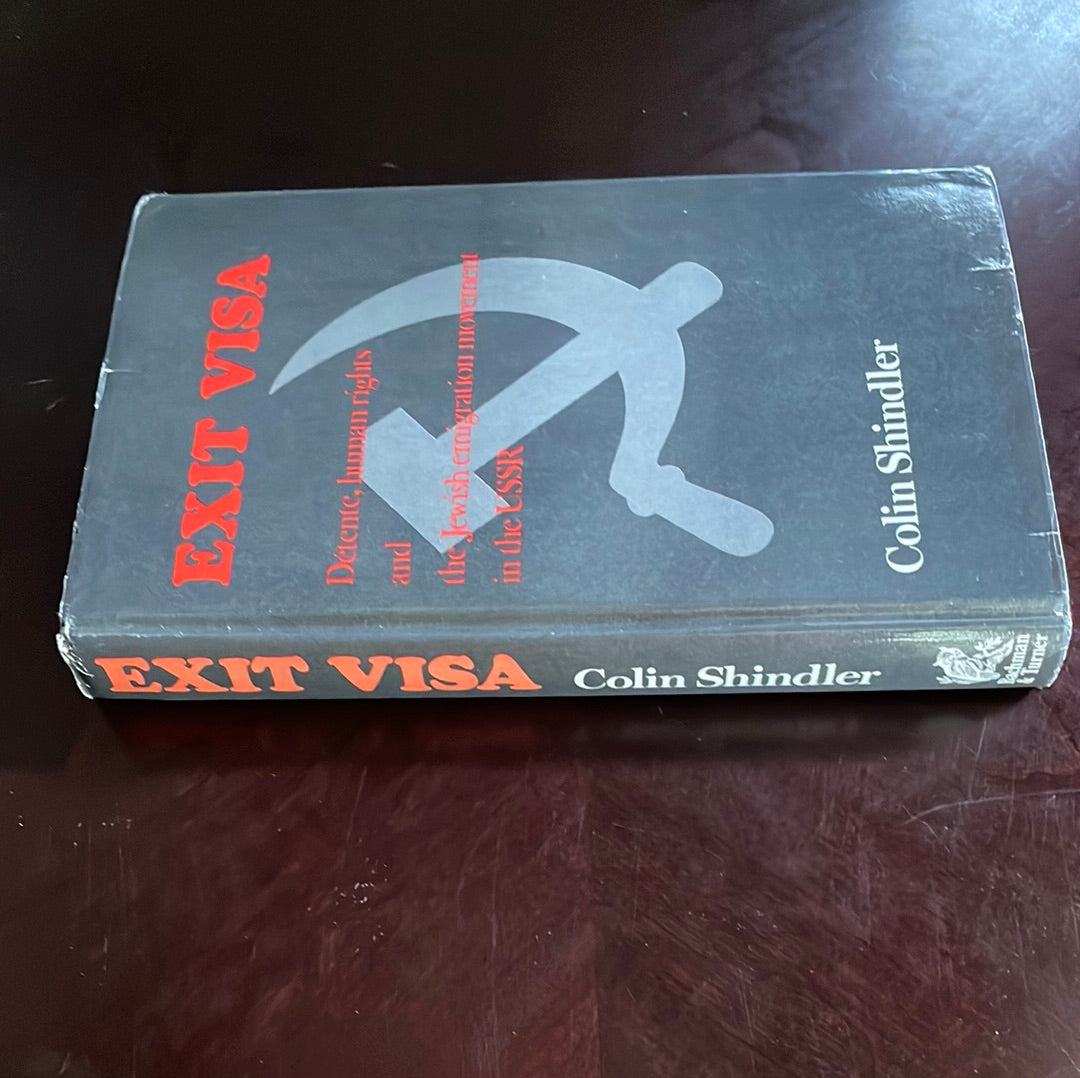 EXIT VISA
Détente, human rights
and
the Jewish emigration movement
in the USSR
Colin Shindler
EXIT VISA
Colin Shindler
Bachman
& Turner